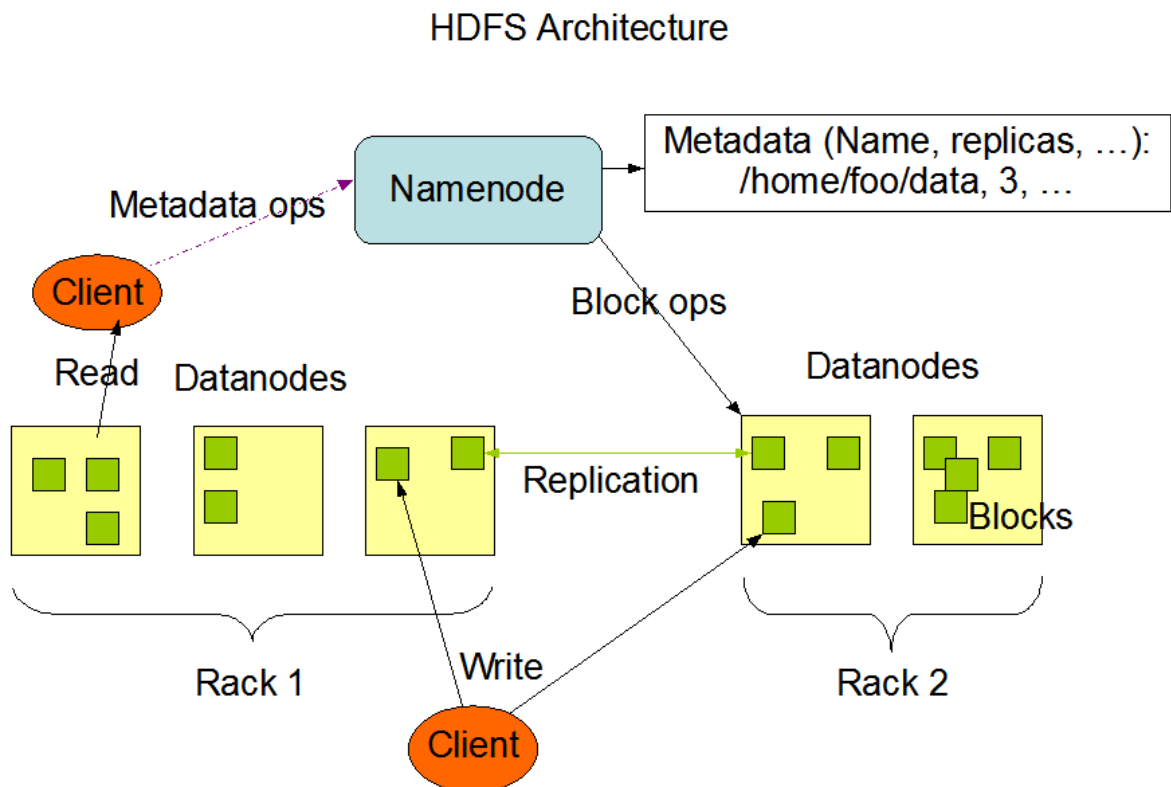 HDFS Architecture
Metadata (Name, replicas, …):
/home/foo/data, 3, …
Namenode
Metadata ops
Client
Block ops
Read
Datanodes
Datanodes
Replication
Blocks
Rack 1
Write
Rack 2
Client